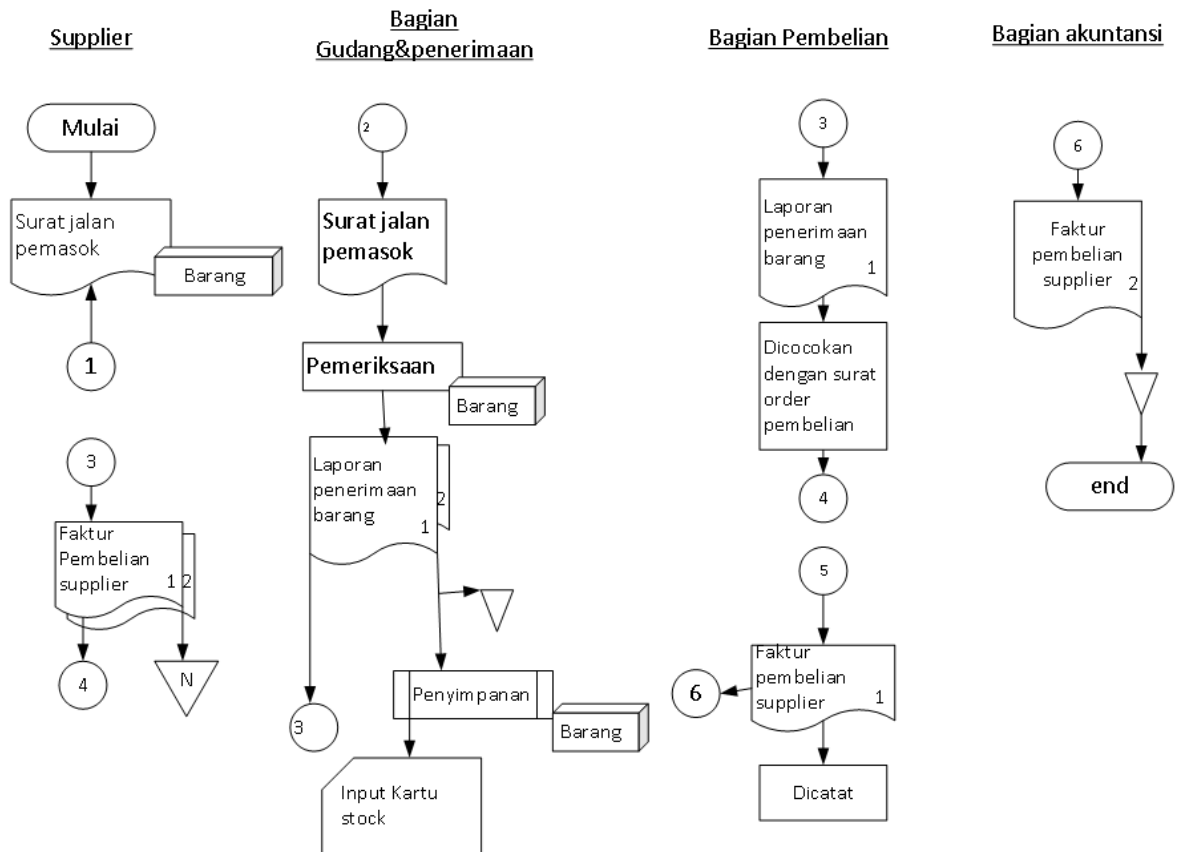 Supplier
Mulai
Surat jalan
pemasok
Barang
1
3
Faktur
Pembelian
supplier
1
2
4
N
Bagian
Gudang&penerimaan
2
Surat jalan
pemasok
Pemeriksaan
Barang
Laporan
penerimaan
barang
1
2
3
Penyimpanan
Barang
Input Kartu
stock
Bagian Pembelian
3
Laporan
penerimaan
barang
1
Dicocokan
dengan surat
order
pembelian
4
5
Faktur
pembelian
supplier
1
6
Dicatat
Bagian akuntansi
6
Faktur
pembelian
supplier
2
end